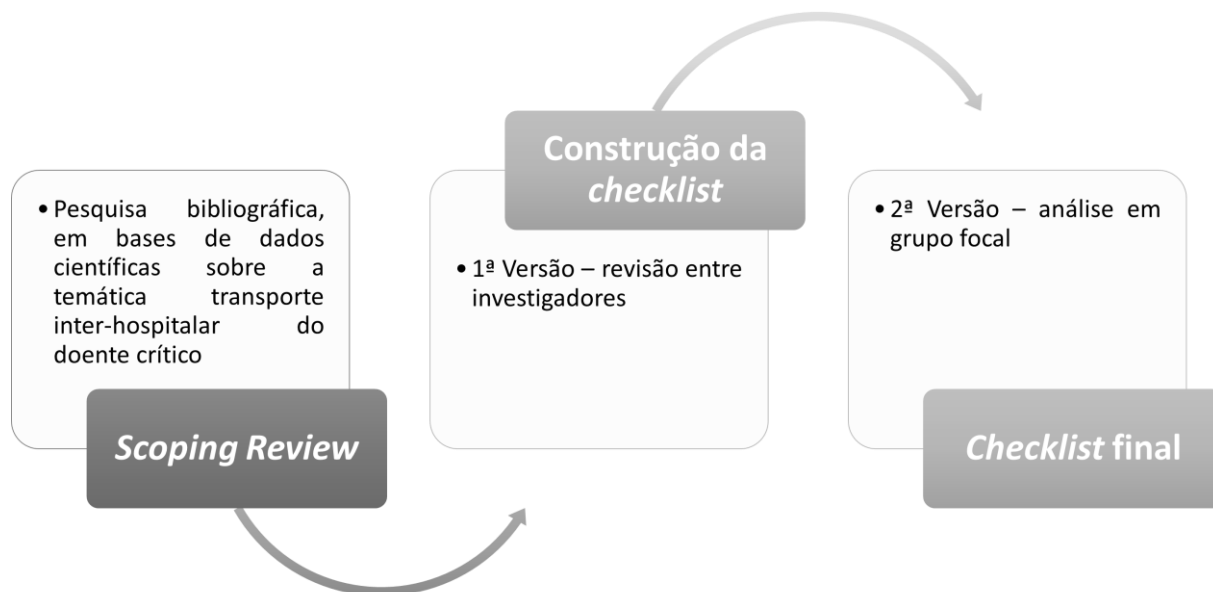 • Pesquisa bibliográfica,
em bases de dados
científicas sobre a
temática transporte
inter-hospitalar do
doente crítico
Scoping Review
Construção da
checklist
• 1ª Versão – revisão entre
investigadores
• 2ª Versão – análise em
grupo focal
Checklist final